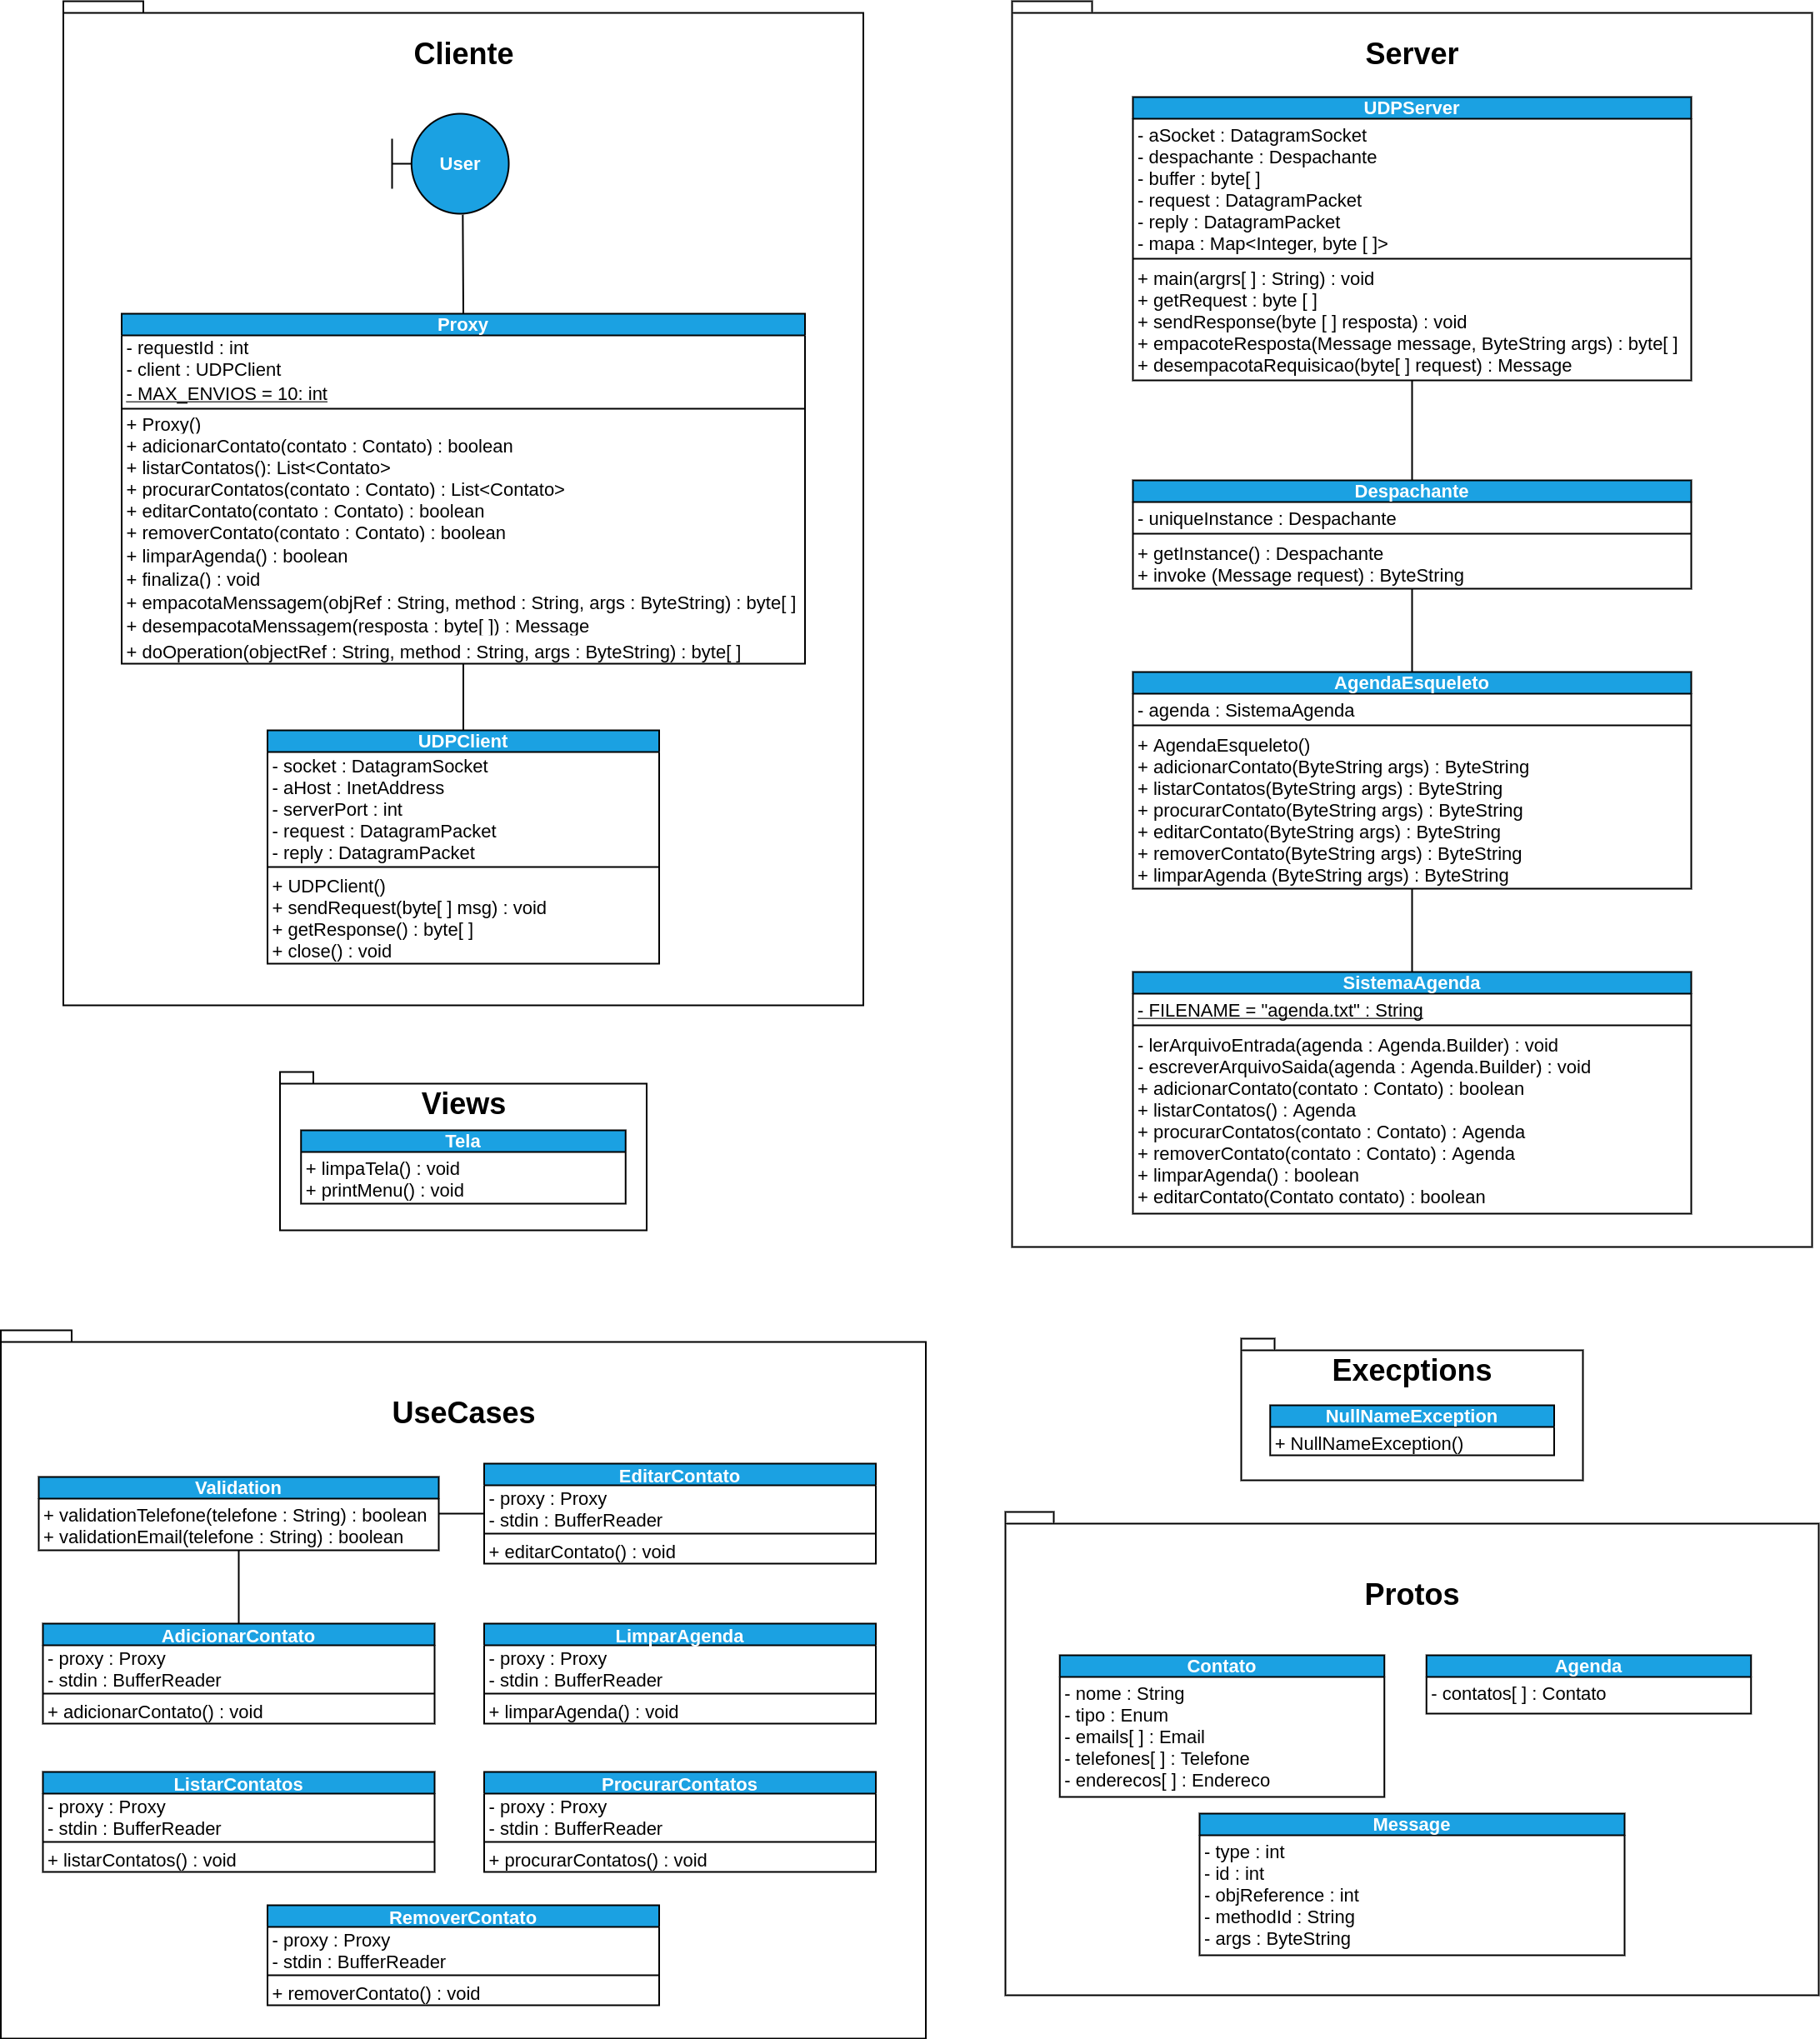 Cliente
User
Proxy
- requestId : int
- client : UDPClient
- MAX_ENVIOS = 10: int
+ Proxy()
+ adicionarContato(contato : Contato) : boolean
+ listarContatos(): List<Contato>
+ procurarContatos(contato : Contato) : List<Contato>
+ editarContato(contato : Contato) : boolean
+ removerContato(contato : Contato) : boolean
+ limparAgenda() : boolean
+ finaliza() : void
+ empacotaMenssagem(objRef : String, method : String, args : ByteString) : byte[ ]
+ desempacotaMenssagem(resposta : byte[ ]) : Message
+ doOperation(objectRef : String, method : String, args : ByteString) : byte[ ]
UDPClient
- socket : DatagramSocket
- aHost : InetAddress
- serverPort : int
- request : DatagramPacket
- reply : DatagramPacket
+ UDPClient()
+ sendRequest(byte[ ] msg) : void
+ getResponse() : byte[ ]
+ close() : void
Server
UDPServer
- aSocket : DatagramSocket
- despachante : Despachante
- buffer : byte[ ]
- request : DatagramPacket
- reply : DatagramPacket
- mapa : Map<Integer, byte [ ]>
+ main(argrs[ ] : String) : void
+ getRequest : byte [ ]
+ sendResponse(byte [ ] resposta) : void
+ empacoteResposta(Message message, ByteString args) : byte[ ]
+ desempacotaRequisicao(byte[ ] request) : Message
Despachante
- uniqueInstance : Despachante
+ getInstance() : Despachante
+ invoke (Message request) : ByteString
AgendaEsqueleto
- agenda : SistemaAgenda
+ AgendaEsqueleto()
+ adicionarContato(ByteString args) : ByteString
+ listarContatos(ByteString args) : ByteString
+ procurarContato(ByteString args) : ByteString
+ editarContato(ByteString args) : ByteString
+ removerContato(ByteString args) : ByteString
+ limparAgenda (ByteString args) : ByteString
SistemaAgenda
- FILENAME = "agenda.txt" : String
- lerArquivoEntrada(agenda : Agenda.Builder) : void
- escreverArquivoSaida(agenda : Agenda.Builder) : void
+ adicionarContato(contato : Contato) : boolean
+ listarContatos() : Agenda
+ procurarContatos(contato : Contato) : Agenda
+ removerContato(contato : Contato) : Agenda
+ limparAgenda() : boolean
+ editarContato(Contato contato) : boolean
Views
Tela
+ limpaTela() : void
+ printMenu() : void
UseCases
Validation
+ validationTelefone(telefone : String) : boolean
+ validationEmail(telefone : String) : boolean
EditarContato
- proxy : Proxy
- stdin : BufferReader
+ editarContato() : void
AdicionarContato
- proxy : Proxy
- stdin : BufferReader
+ adicionarContato() : void
LimparAgenda
- proxy : Proxy
- stdin : BufferReader
+ limparAgenda() : void
ListarContatos
- proxy : Proxy
- stdin : BufferReader
+ listarContatos() : void
ProcurarContatos
- proxy : Proxy
- stdin : BufferReader
+ procurarContatos() : void
RemoverContato
- proxy : Proxy
- stdin : BufferReader
+ removerContato() : void
Execptions
NullNameException
+ NullNameException()
Protos
Contato
- nome : String
- tipo : Enum
- emails[ ] : Email
- telefones[ ] : Telefone
- enderecos[ ] : Endereco
Agenda
- contatos[ ] : Contato
Message
- type : int
- id : int
- objReference : int
- methodId : String
- args : ByteString